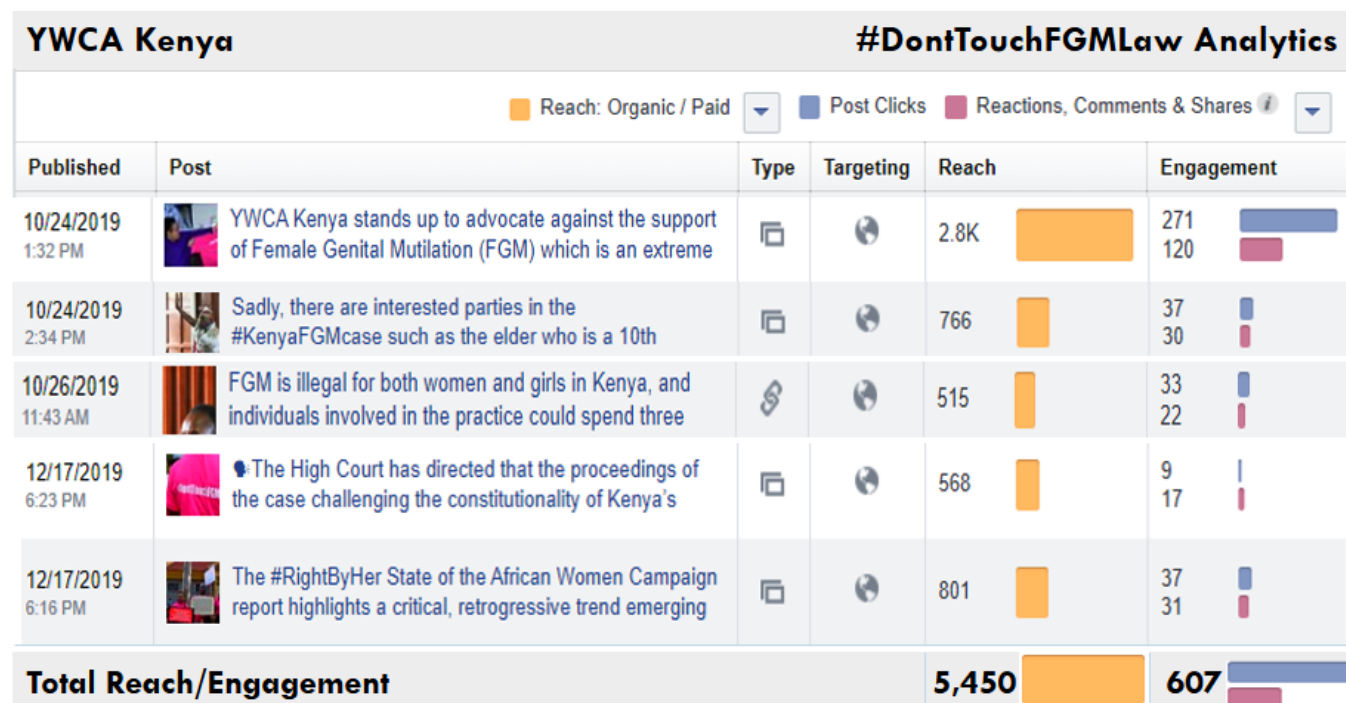 YWCA Kenya
#DontTouchFGMLaw Analytics
Reach: Organic / Paid
Post Clicks
Reactions, Comments & Shares
Published
Post
Type
Targeting
Reach
Engagement
10/24/2019
1:32 PM
YWCA Kenya stands up to advocate against the support
of Female Genital Mutilation (FGM) which is an extreme
2.8K
271
120
10/24/2019
2:34 PM
Sadly, there are interested parties in the
#KenyaFGMcase such as the elder who is a 10th
766
37
30
10/26/2019
11:43 AM
FGM is illegal for both women and girls in Kenya, and
individuals involved in the practice could spend three
515
33
22
12/17/2019
6:23 PM
🗣The High Court has directed that the proceedings of
the case challenging the constitutionality of Kenya's
568
9
17
12/17/2019
6:16 PM
The #RightByHer State of the African Women Campaign
report highlights a critical, retrogressive trend emerging
801
37
31
Total Reach/Engagement
5,450
607